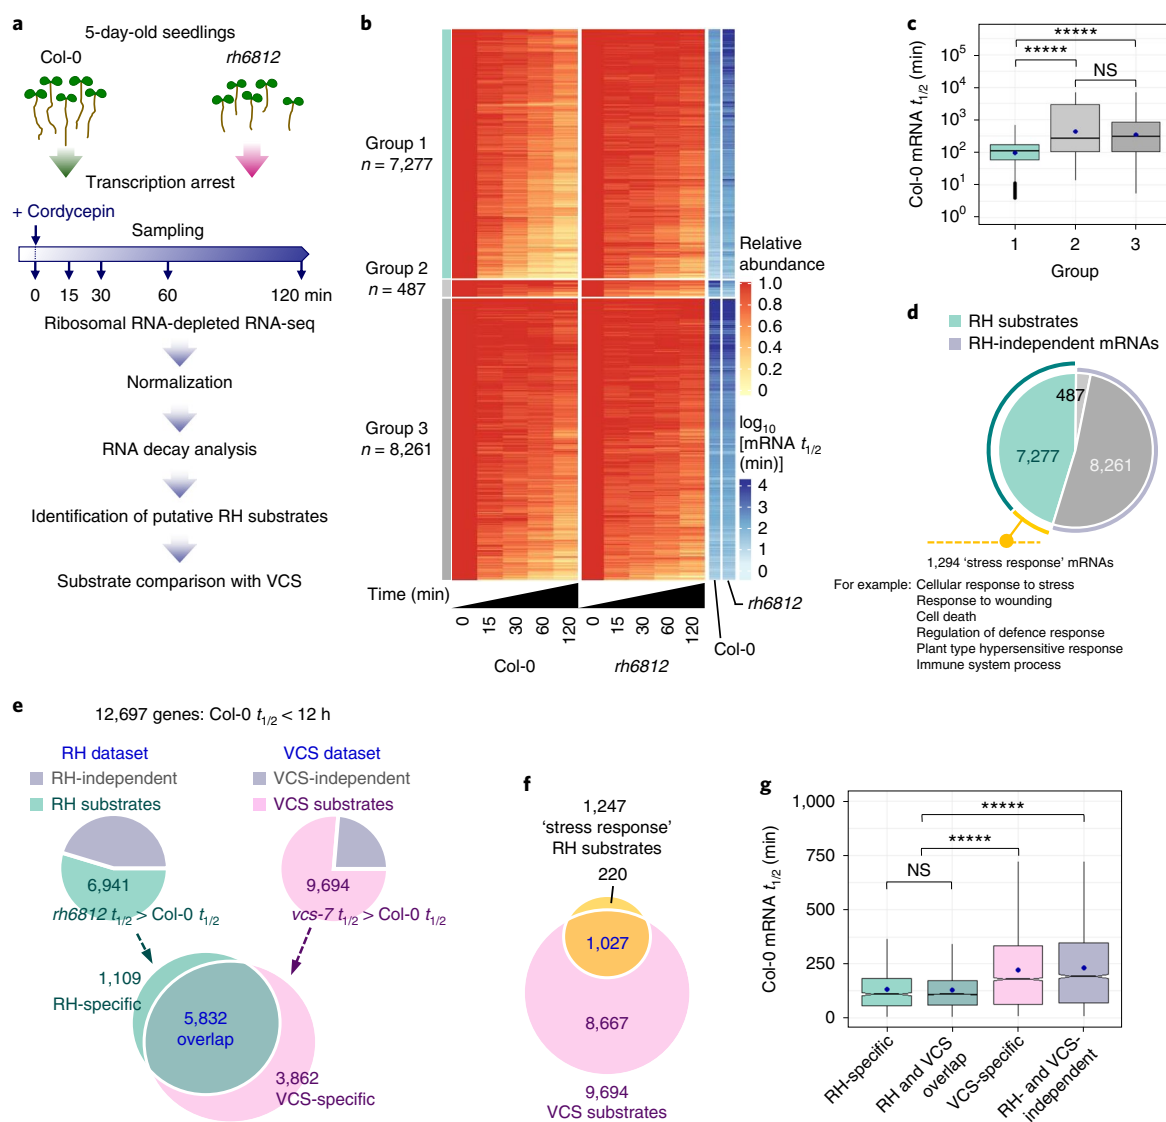 a
5-day-old seedlings
Col-0
rh6812
Transcription arrest
+ Cordycepin
Sampling
0 15 30 60 120 min
Ribosomal RNA-depleted RNA-seq
Normalization
RNA decay analysis
Identification of putative RH substrates
Substrate comparison with VCS
b
Col-0
rh6812
Group 1
n = 7,277
Group 2
n = 487
Group 3
n = 8,261
Time (min)
0 15 30 60 120
0 15 30 60 120
Col-0
rh6812
rh6812
Col-0
Relative
abundance
1.0
0.8
0.6
0.4
0.2
0
log10
[mRNA t1/2
(min)]
4
3
2
1
0
c
Col-0 mRNA t1/2 (min)
10^5
10^4
10^3
10^2
10^1
10^0
*****
*****
NS
1 2 3
Group
d
RH substrates
RH-independent mRNAs
487
7,277
8,261
1,294 ‘stress response’ mRNAs
For example: Cellular response to stress
Response to wounding
Cell death
Regulation of defence response
Plant type hypersensitive response
Immune system process
e
12,697 genes: Col-0 t1/2 < 12 h
RH dataset
RH-independent
RH substrates
6,941
rh6812 t1/2 > Col-0 t1/2
VCS dataset
VCS-independent
VCS substrates
9,694
vcs-7 t1/2 > Col-0 t1/2
1,109
RH-specific
5,832
overlap
3,862
VCS-specific
f
1,247
‘stress response’
RH substrates
220
1,027
8,667
9,694
VCS substrates
g
Col-0 mRNA t1/2 (min)
1,000
750
500
250
0
*****
*****
NS
RH-specific
RH and VCS
overlap
VCS-specific
RH- and VCS-
independent